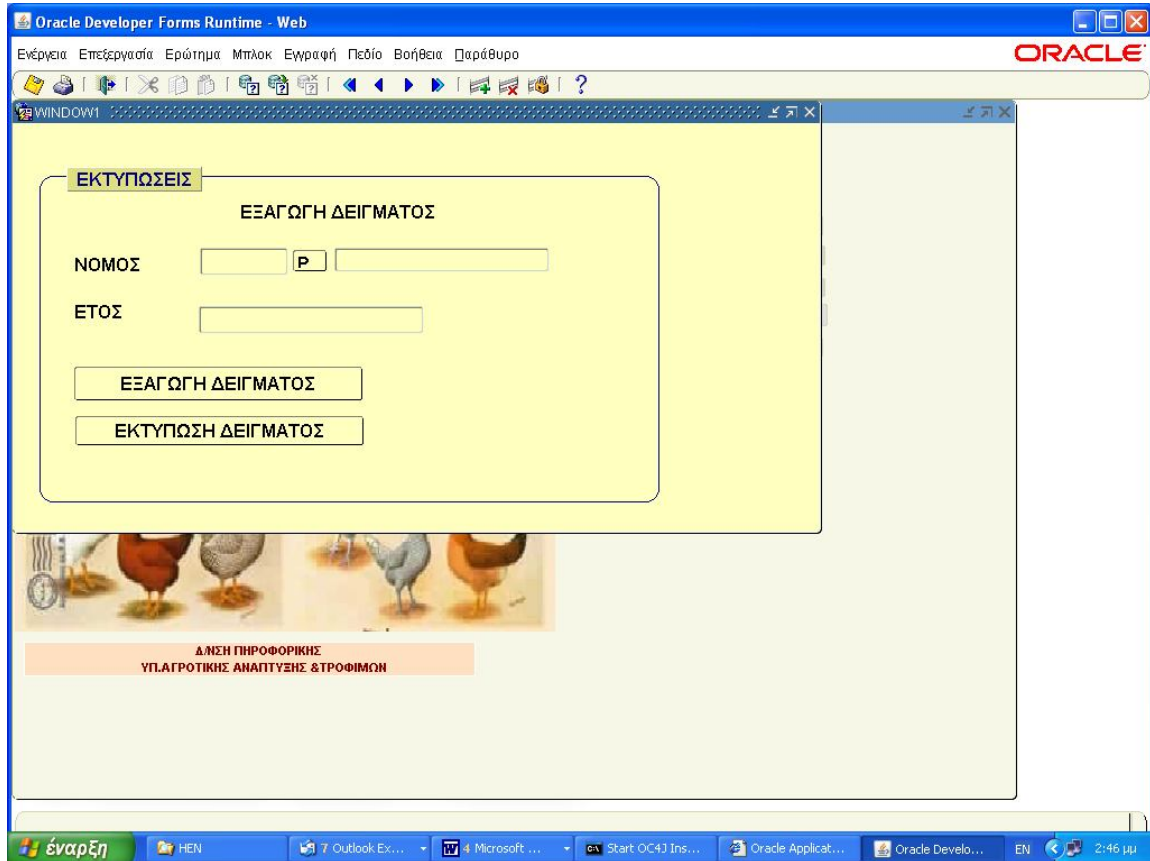 Oracle Developer Forms Runtime - Web
Ενέργεια Επεξεργασία Ερώτημα Μπλοκ Εγγραφή Πεδίο Βοήθεια Παράθυρο
ORACLE
WINDOW1
ΕΚΤΥΠΩΣΕΙΣ
ΕΞΑΓΩΓΗ ΔΕΙΓΜΑΤΟΣ
ΝΟΜΟΣ P
ΕΤΟΣ
ΕΞΑΓΩΓΗ ΔΕΙΓΜΑΤΟΣ
ΕΚΤΥΠΩΣΗ ΔΕΙΓΜΑΤΟΣ
Δ/ΝΣΗ ΠΗΡΟΦΟΡΙΚΗΣ
ΥΠ.ΑΓΡΟΤΙΚΗΣ ΑΝΑΠΤΥΞΗΣ &ΤΡΟΦΙΜΩΝ
έναρξη HEN 7 Outlook Ex... 4 Microsoft ... Start OC4J Ins... Oracle Applicat... Oracle Develo... EN 2:46 μμ